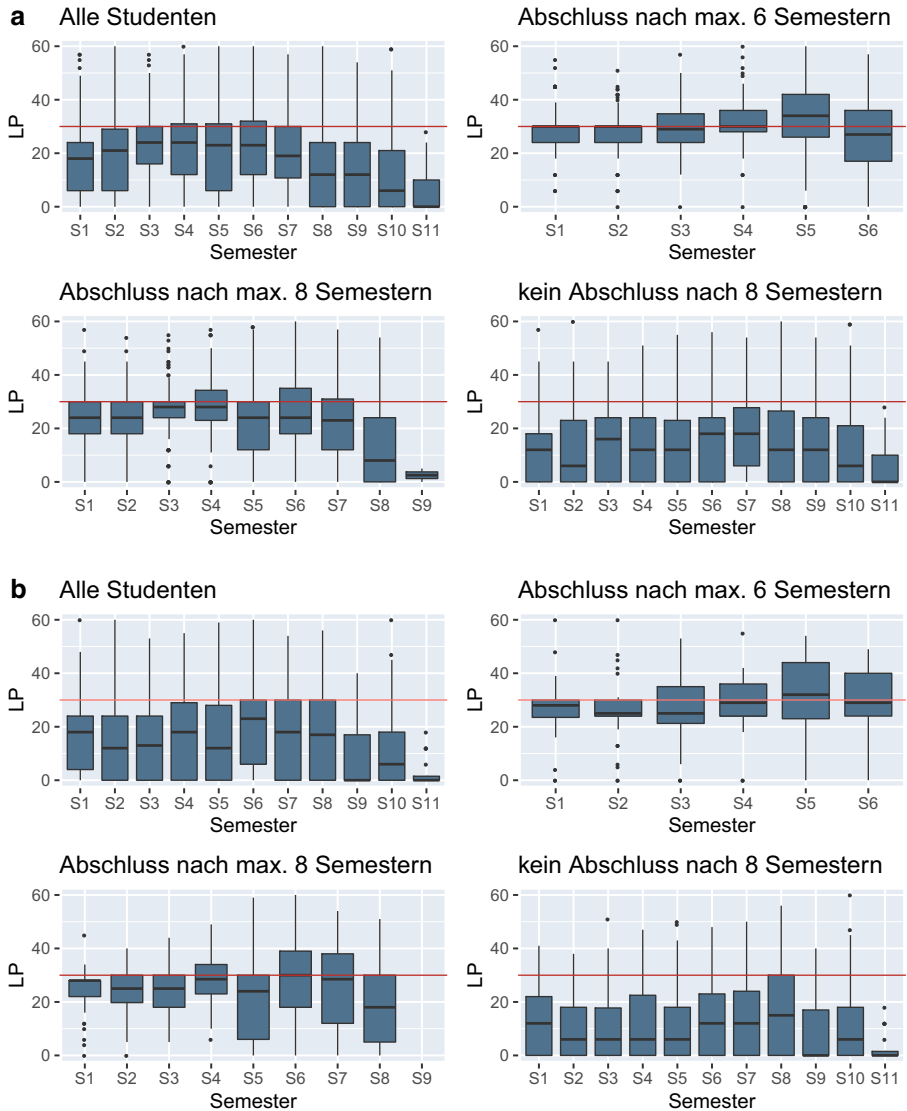 a Alle Studenten
Abschluss nach max. 6 Semestern
LP
60
40
20
0
S1 S2 S3 S4 S5 S6 S7 S8 S9 S10 S11
Semester
LP
60
40
20
0
S1 S2 S3 S4 S5 S6
Semester
Abschluss nach max. 8 Semestern
kein Abschluss nach 8 Semestern
LP
60
40
20
0
S1 S2 S3 S4 S5 S6 S7 S8 S9
Semester
LP
60
40
20
0
S1 S2 S3 S4 S5 S6 S7 S8 S9 S10 S11
Semester
b Alle Studenten
Abschluss nach max. 6 Semestern
LP
60
40
20
0
S1 S2 S3 S4 S5 S6 S7 S8 S9 S10 S11
Semester
LP
60
40
20
0
S1 S2 S3 S4 S5 S6
Semester
Abschluss nach max. 8 Semestern
kein Abschluss nach 8 Semestern
LP
60
40
20
0
S1 S2 S3 S4 S5 S6 S7 S8 S9
Semester
LP
60
40
20
0
S1 S2 S3 S4 S5 S6 S7 S8 S9 S10 S11
Semester